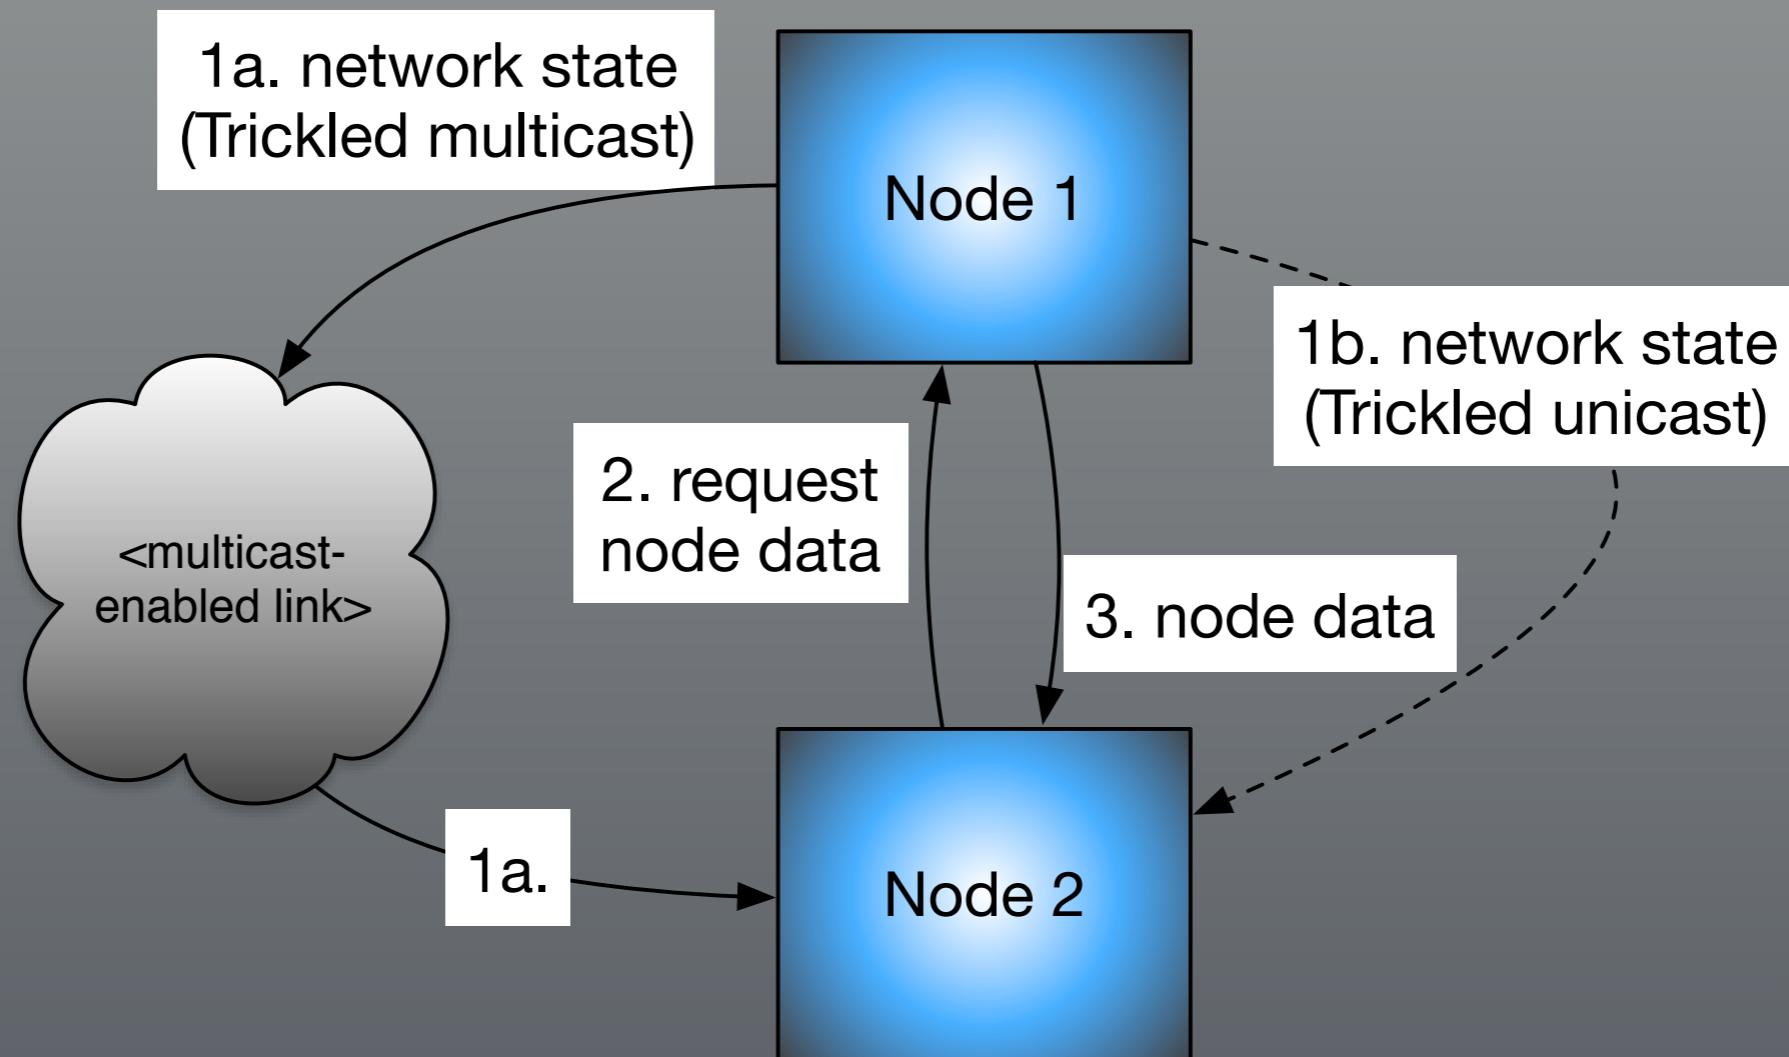 1a. network state
(Trickled multicast)
Node 1
1b. network state
(Trickled unicast)
2. request
node data
<multicast-
enabled link>
3. node data
1a.
Node 2